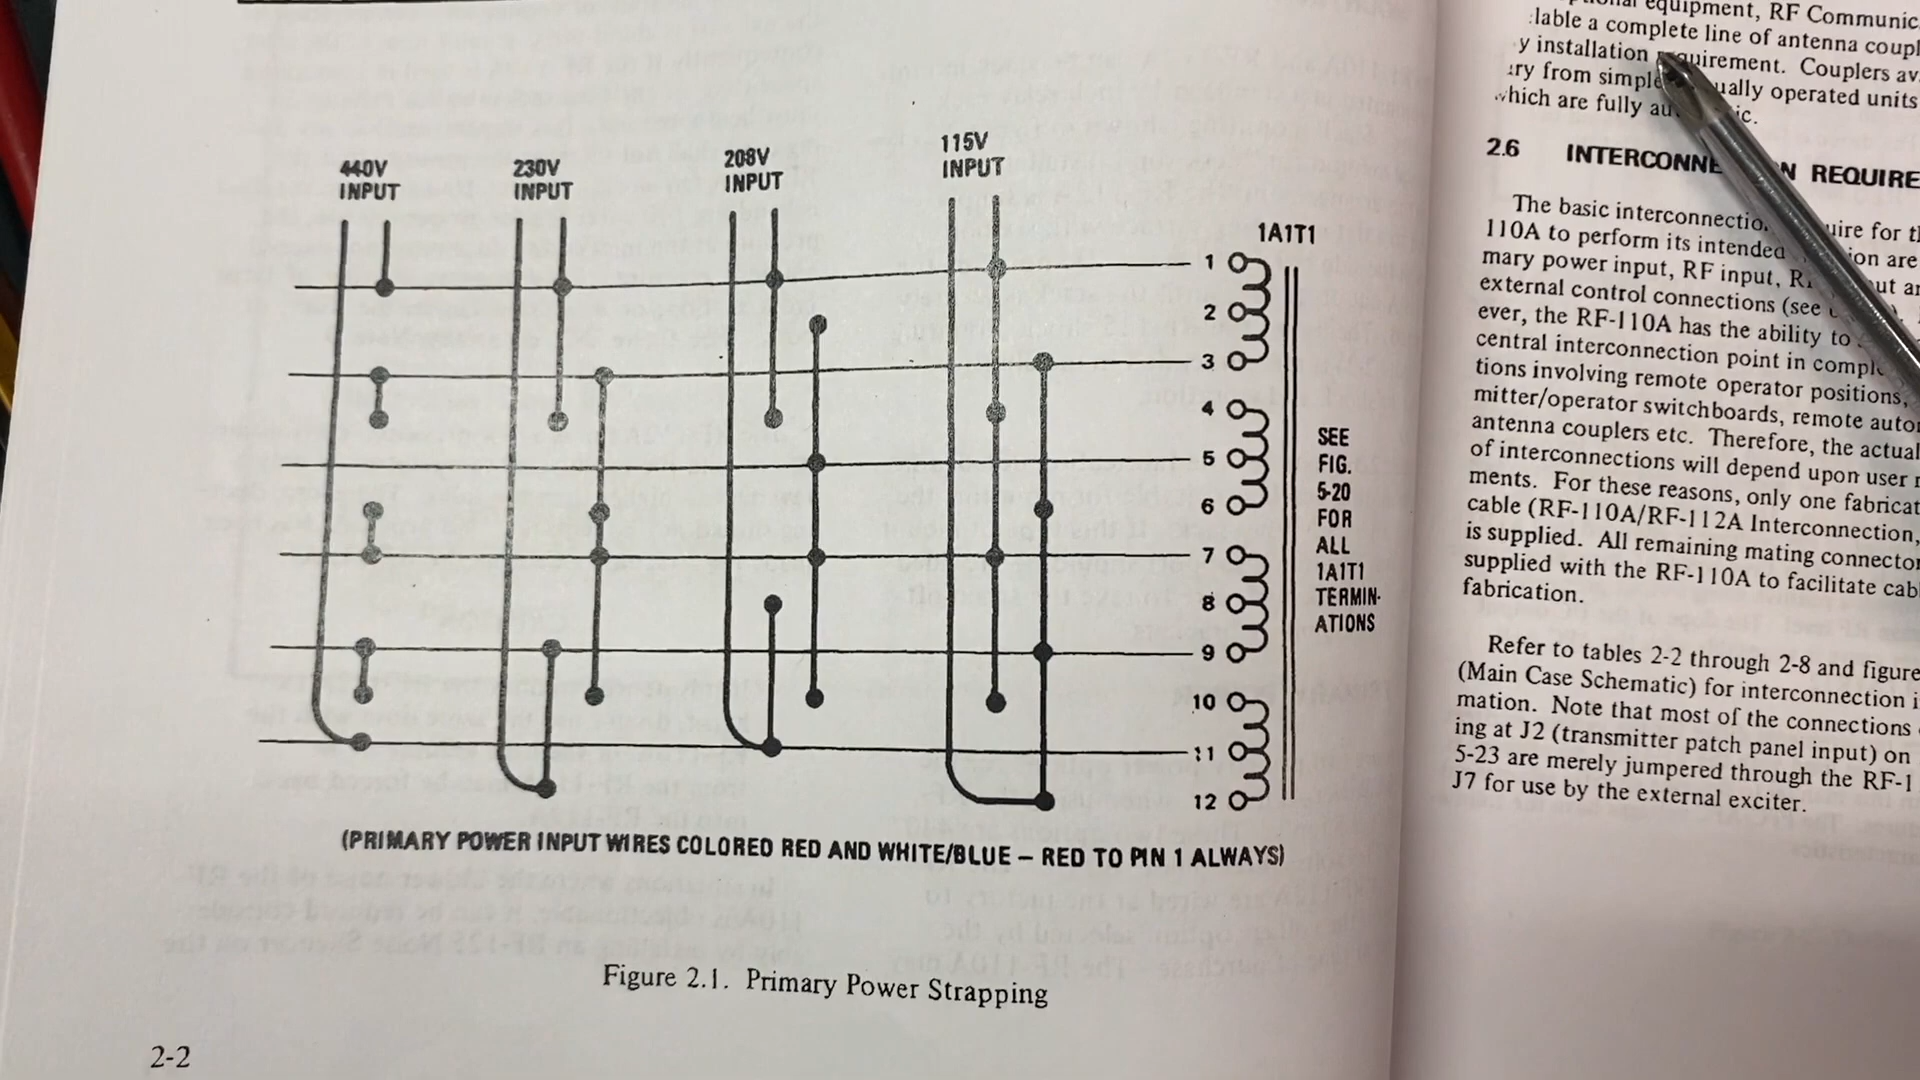 440V
INPUT
230V
INPUT
208V
INPUT
115V
INPUT
1A1T1
1
2
3
4
5
6
7
8
9
10
11
12
SEE
FIG.
5-20
FOR
ALL
1A1T1
TERMIN-
ATIONS
(PRIMARY POWER INPUT WIRES COLORED RED AND WHITE/BLUE – RED TO PIN 1 ALWAYS)
Figure 2.1. Primary Power Strapping
2-2
equipment, RF Communic
lable a complete line of antenna coupl
y installation requirement. Couplers av
ary from simple ually operated units
which are fully au ic.
2.6 INTERCONNE N REQUIRE
The basic interconnectio uire for th
110A to perform its intended ion are
mary power input, RF input, R ut an
external control connections (see
ever, the RF-110A has the ability to
central interconnection point in compl
tions involving remote operator positions,
mitter/operator switchboards, remote autom
antenna couplers etc. Therefore, the actual
of interconnections will depend upon user r
ments. For these reasons, only one fabricat
cable (RF-110A/RF-112A Interconnection,
is supplied. All remaining mating connector
supplied with the RF-110A to facilitate cabl
fabrication.
Refer to tables 2-2 through 2-8 and figure
(Main Case Schematic) for interconnection i
mation. Note that most of the connections
ing at J2 (transmitter patch panel input) on
5-23 are merely jumpered through the RF-1
J7 for use by the external exciter.